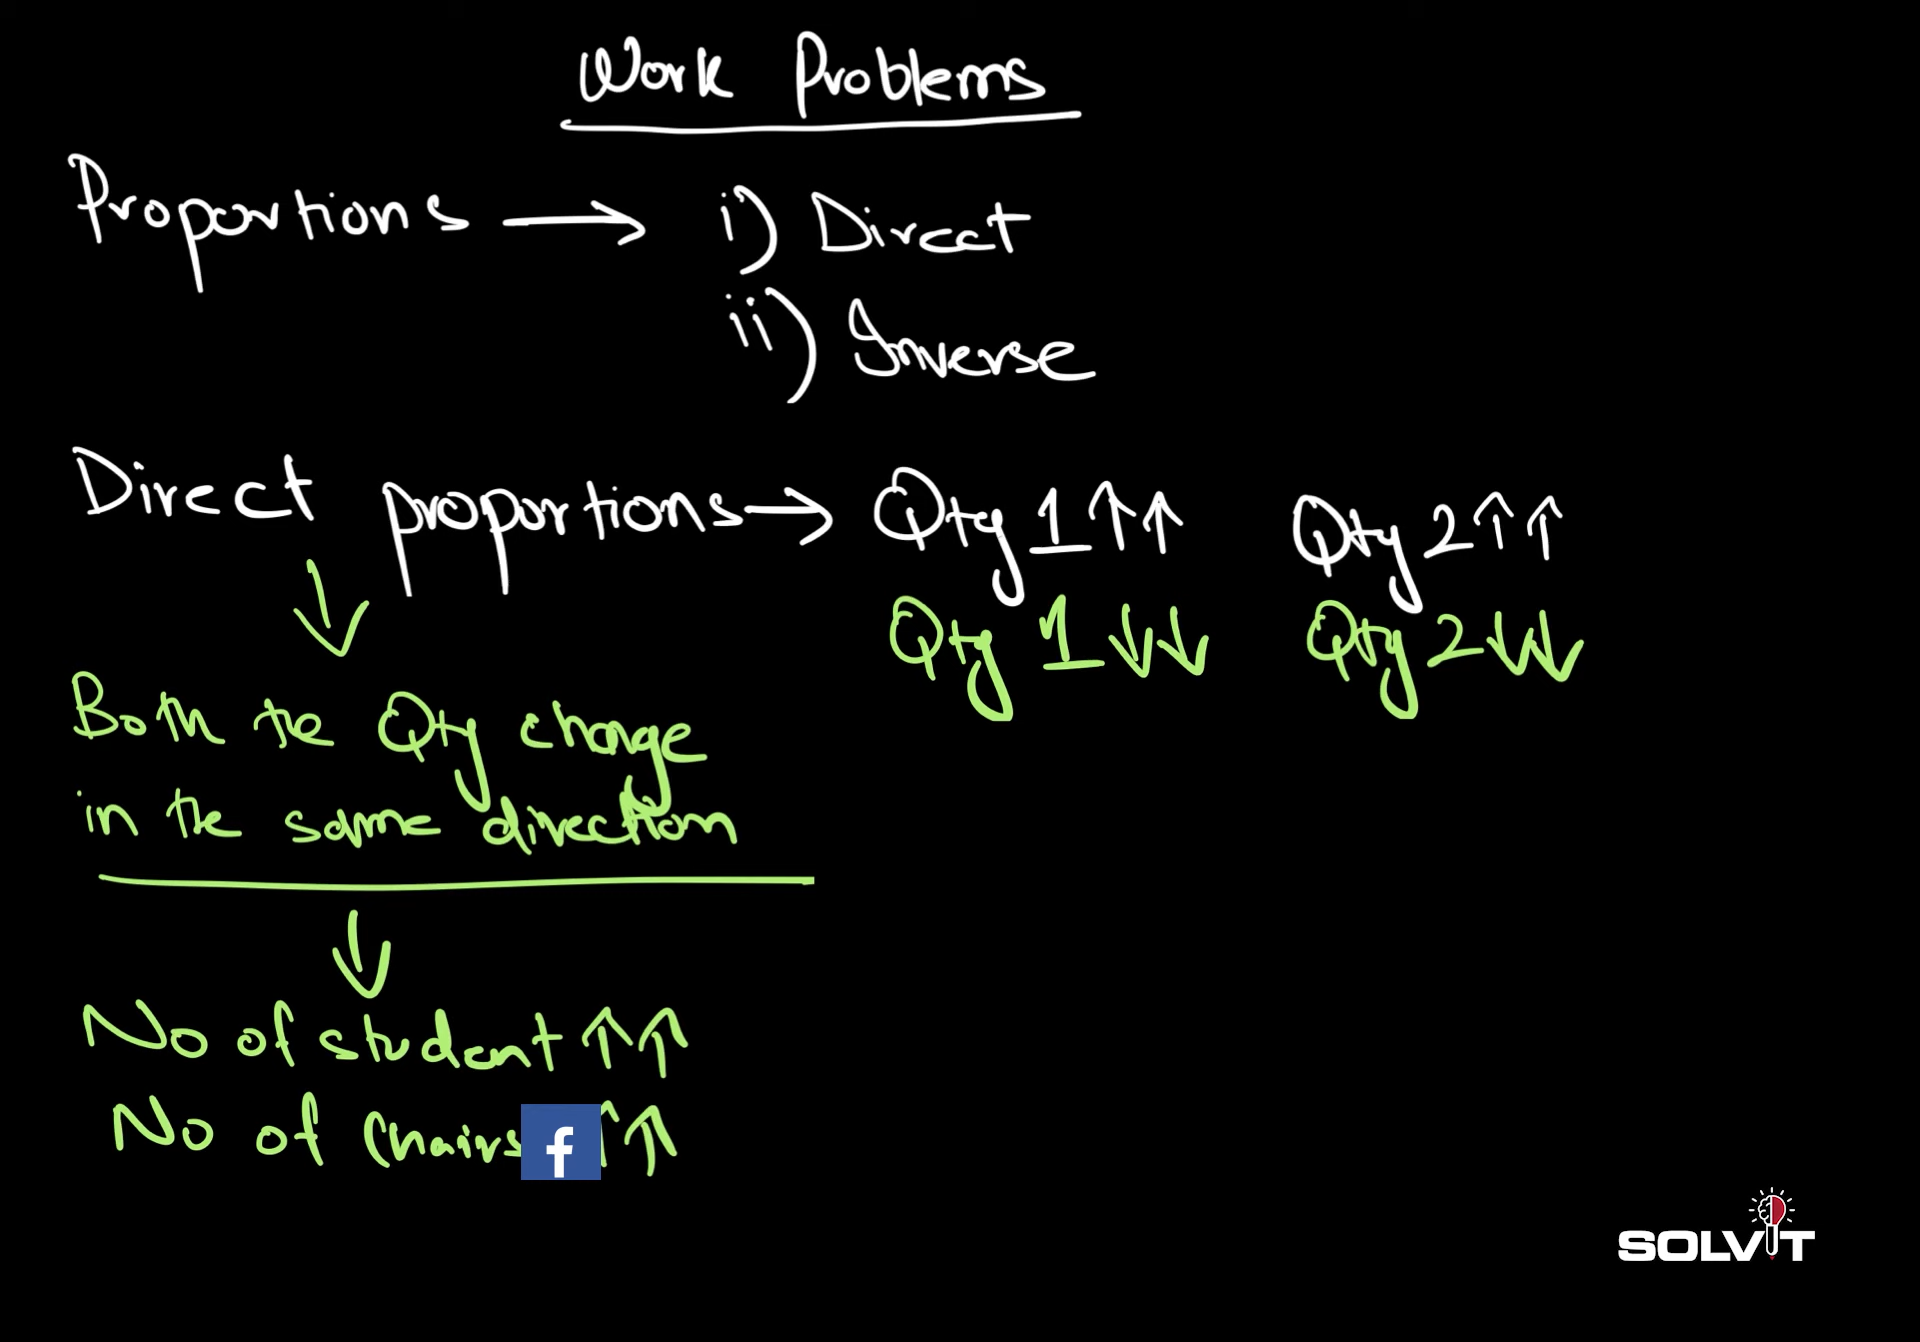 Work Problems
Proportions → i) Direct
ii) Inverse
Direct proportions → Qty 1 ↑↑ Qty 2 ↑↑
Qty 1 ↓↓ Qty 2 ↓↓
↓
Both the Qty change
in the same direction
↓
No of student ↑↑
No of Chairs ↑↑
f
SOLVIT